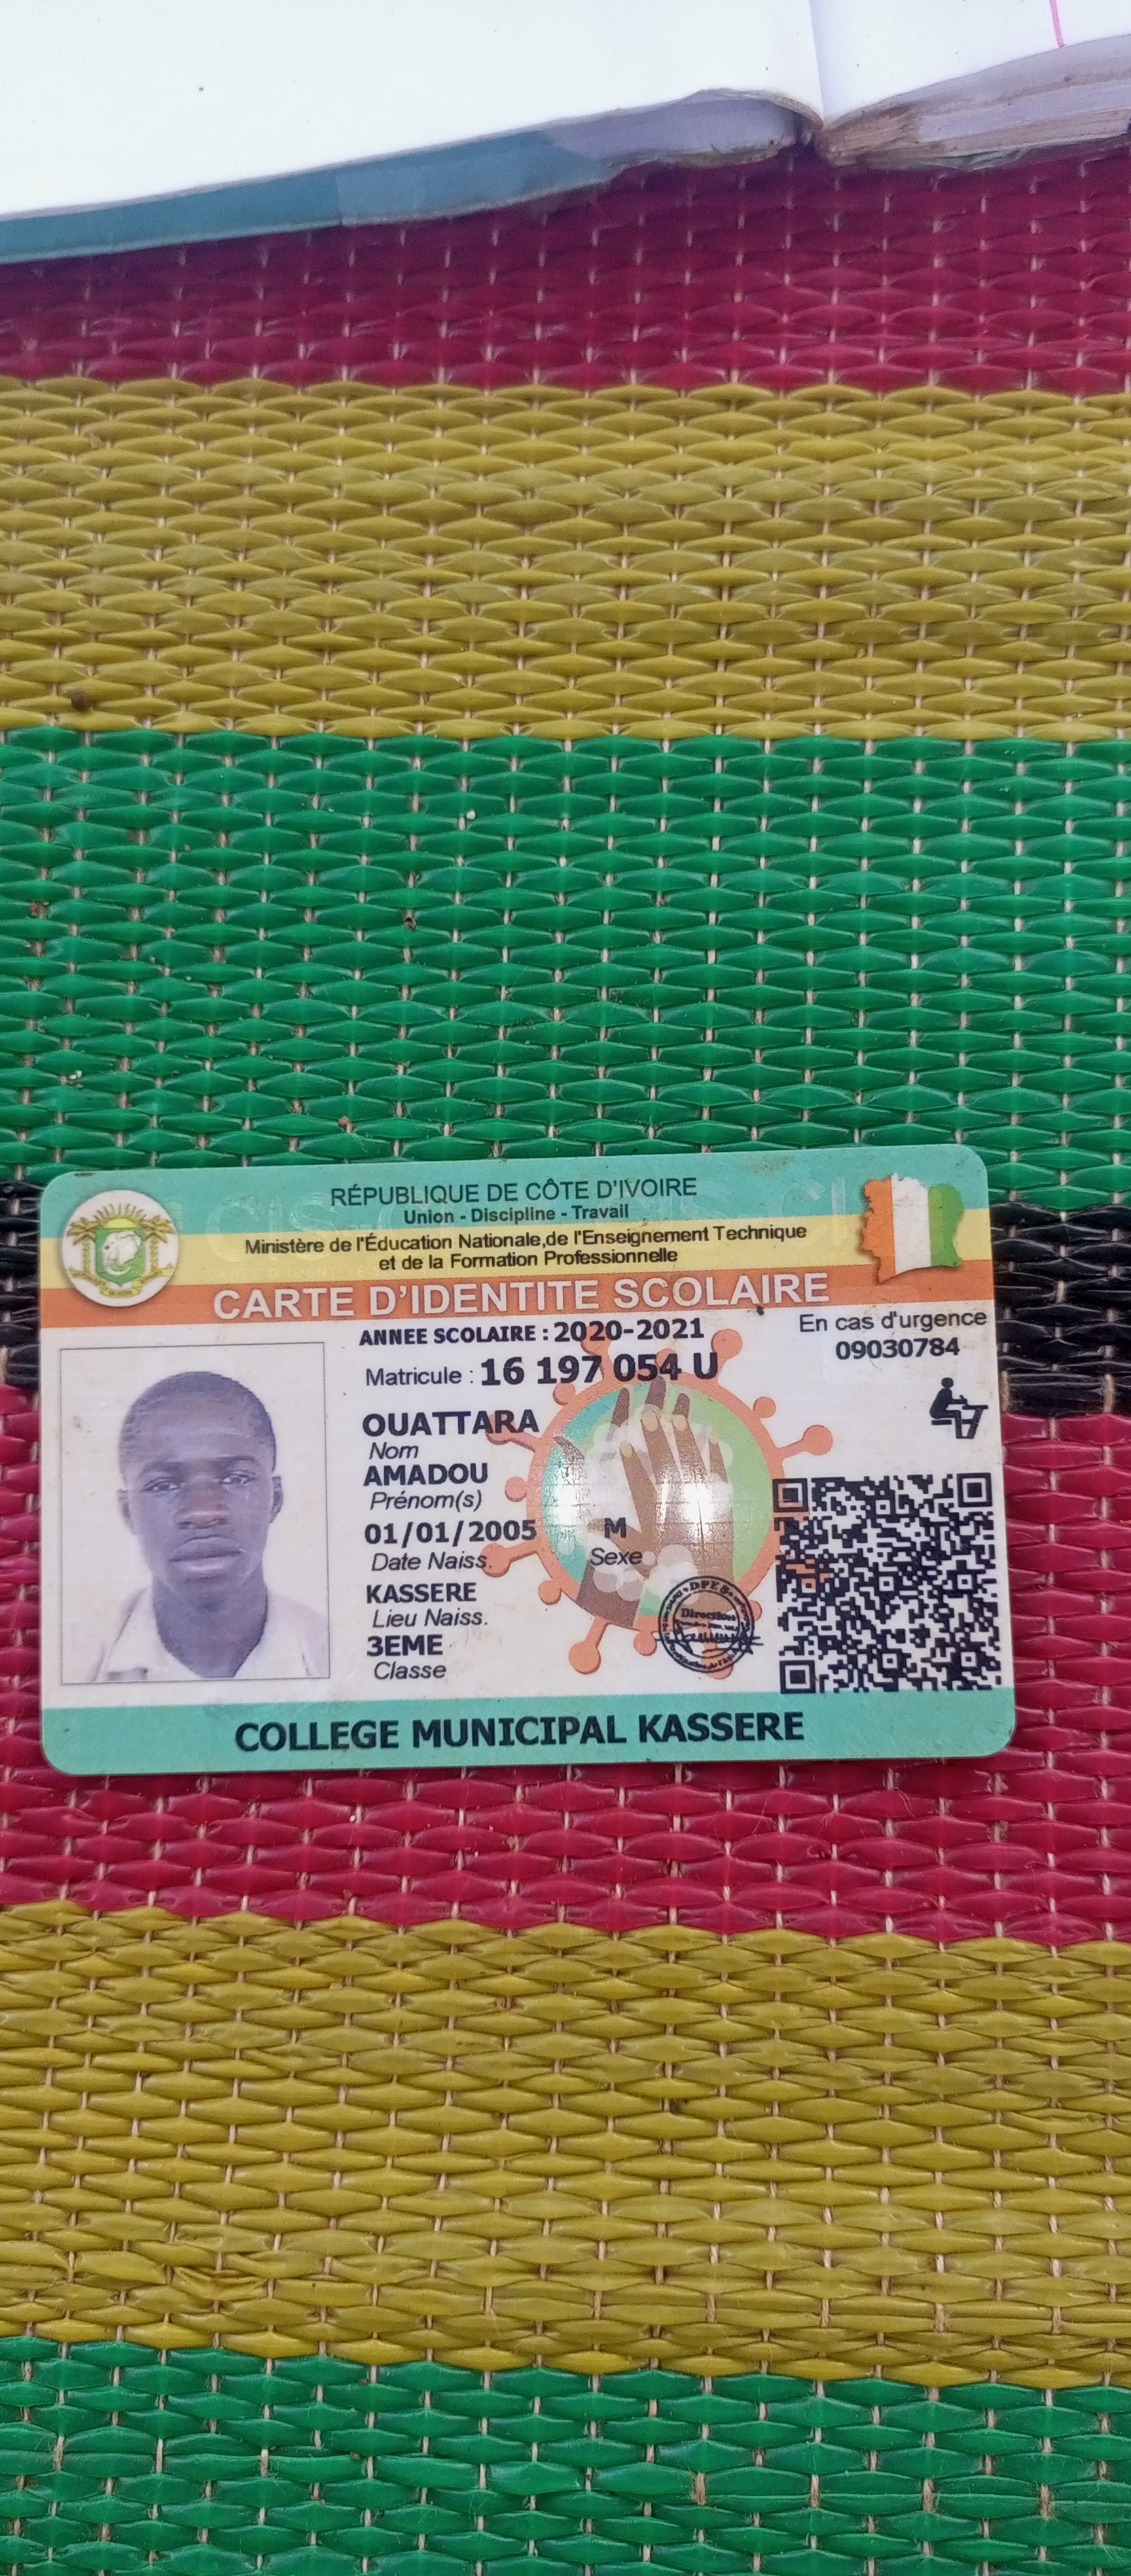 RÉPUBLIQUE DE CÔTE D'IVOIRE
Union - Discipline - Travail
Ministère de l'Éducation Nationale,de l'Enseignement Technique
et de la Formation Professionnelle
CARTE D'IDENTITE SCOLAIRE
ANNEE SCOLAIRE : 2020-2021
En cas d'urgence
09030784
Matricule : 16 197 054 U
OUATTARA
Nom
AMADOU
Prénom(s)
01/01/2005 M
Date Naiss. Sexe
KASSERE
Lieu Naiss.
3EME
Classe
DPES
Direction
COLLEGE MUNICIPAL KASSERE